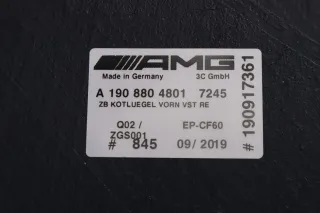 AMG
Made in Germany 3C GmbH
A 190 880 4801 7245
ZB KOTLUEGEL VORN VST RE
Q02 / EP-CF60
ZGS001
# 845 09/2019
# 190917361